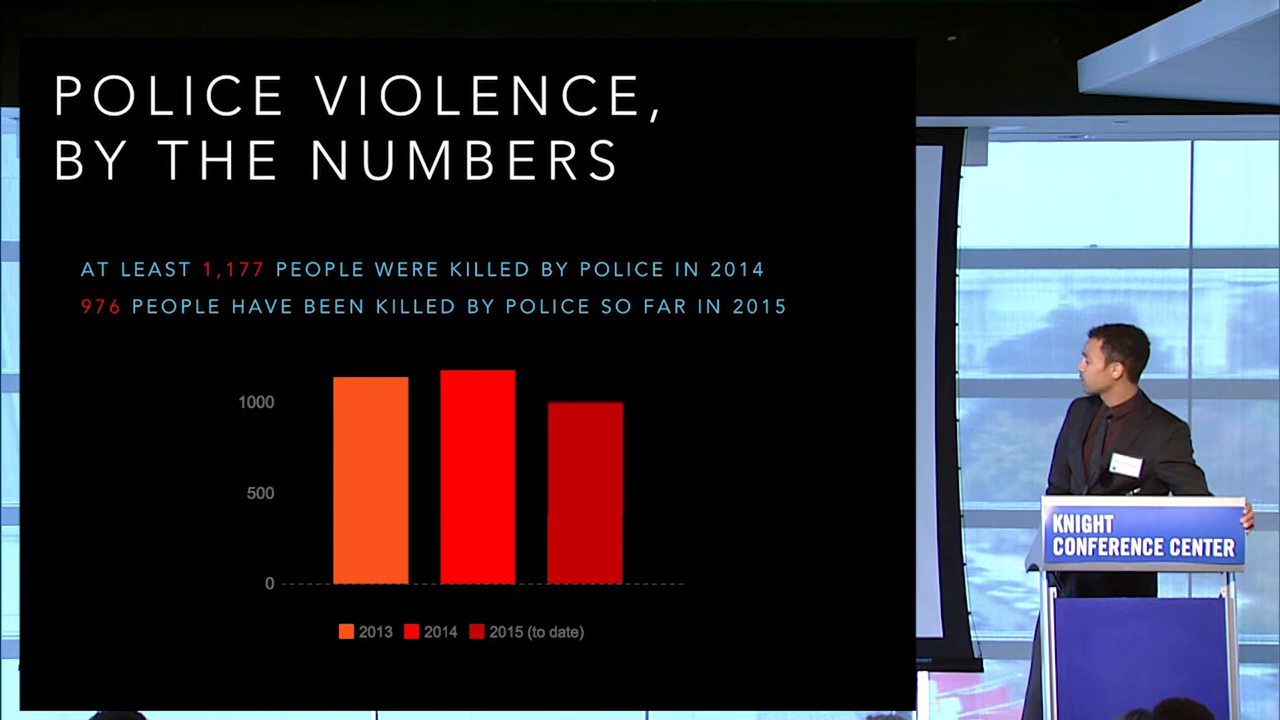 POLICE VIOLENCE,
BY THE NUMBERS
AT LEAST 1,177 PEOPLE WERE KILLED BY POLICE IN 2014
976 PEOPLE HAVE BEEN KILLED BY POLICE SO FAR IN 2015
1000
500
0
2013 2014 2015 (to date)
KNIGHT
CONFERENCE CENTER